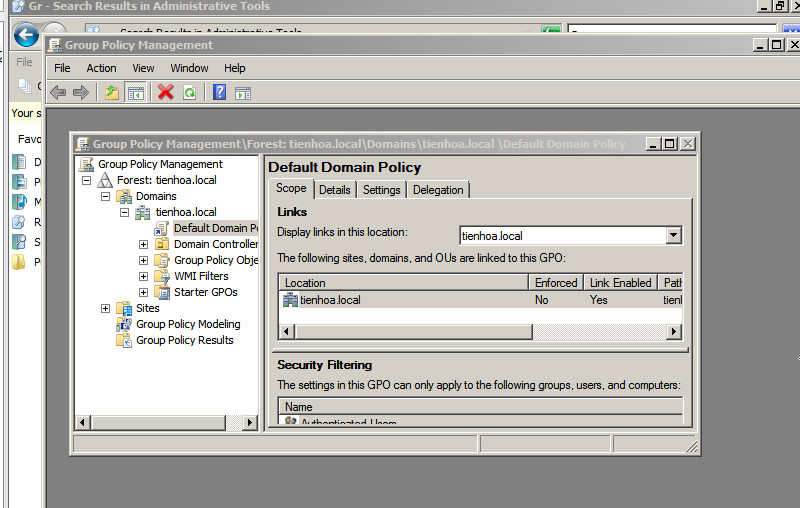 Gr - Search Results in Administrative Tools
Search Results in Administrative Tools
File
Your s
Favo
D
Pi
M
R
S
P
Group Policy Management
File Action View Window Help
Group Policy Management\Forest: tienhoa.local\Domains\tienhoa.local \Default Domain Policy
Group Policy Management
Forest: tienhoa.local
Domains
tienhoa.local
Default Domain P
Domain Controller
Group Policy Obje
WMI Filters
Starter GPOs
Sites
Group Policy Modeling
Group Policy Results
Default Domain Policy
Scope Details Settings Delegation
Links
Display links in this location: tienhoa.local
The following sites, domains, and OUs are linked to this GPO:
Location Enforced Link Enabled Path
tienhoa.local No Yes tienl
Security Filtering
The settings in this GPO can only apply to the following groups, users, and computers:
Name
Authenticated Users